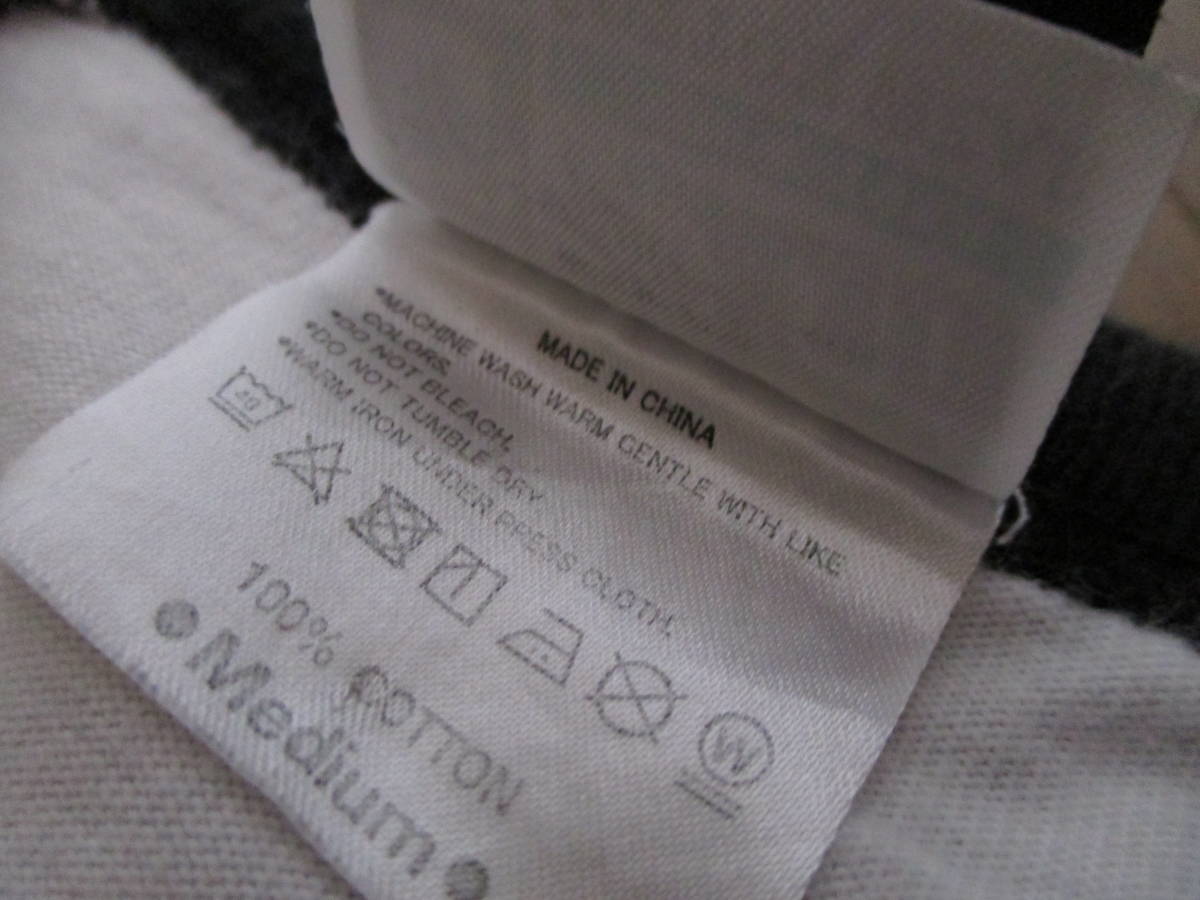 MADE IN CHINA
*MACHINE WASH WARM GENTLE WITH LIKE
COLORS.
*DO NOT BLEACH.
*DO NOT TUMBLE DRY
*WARM IRON UNDER PRESS CLOTH.
40
W
100% COTTON
Medium